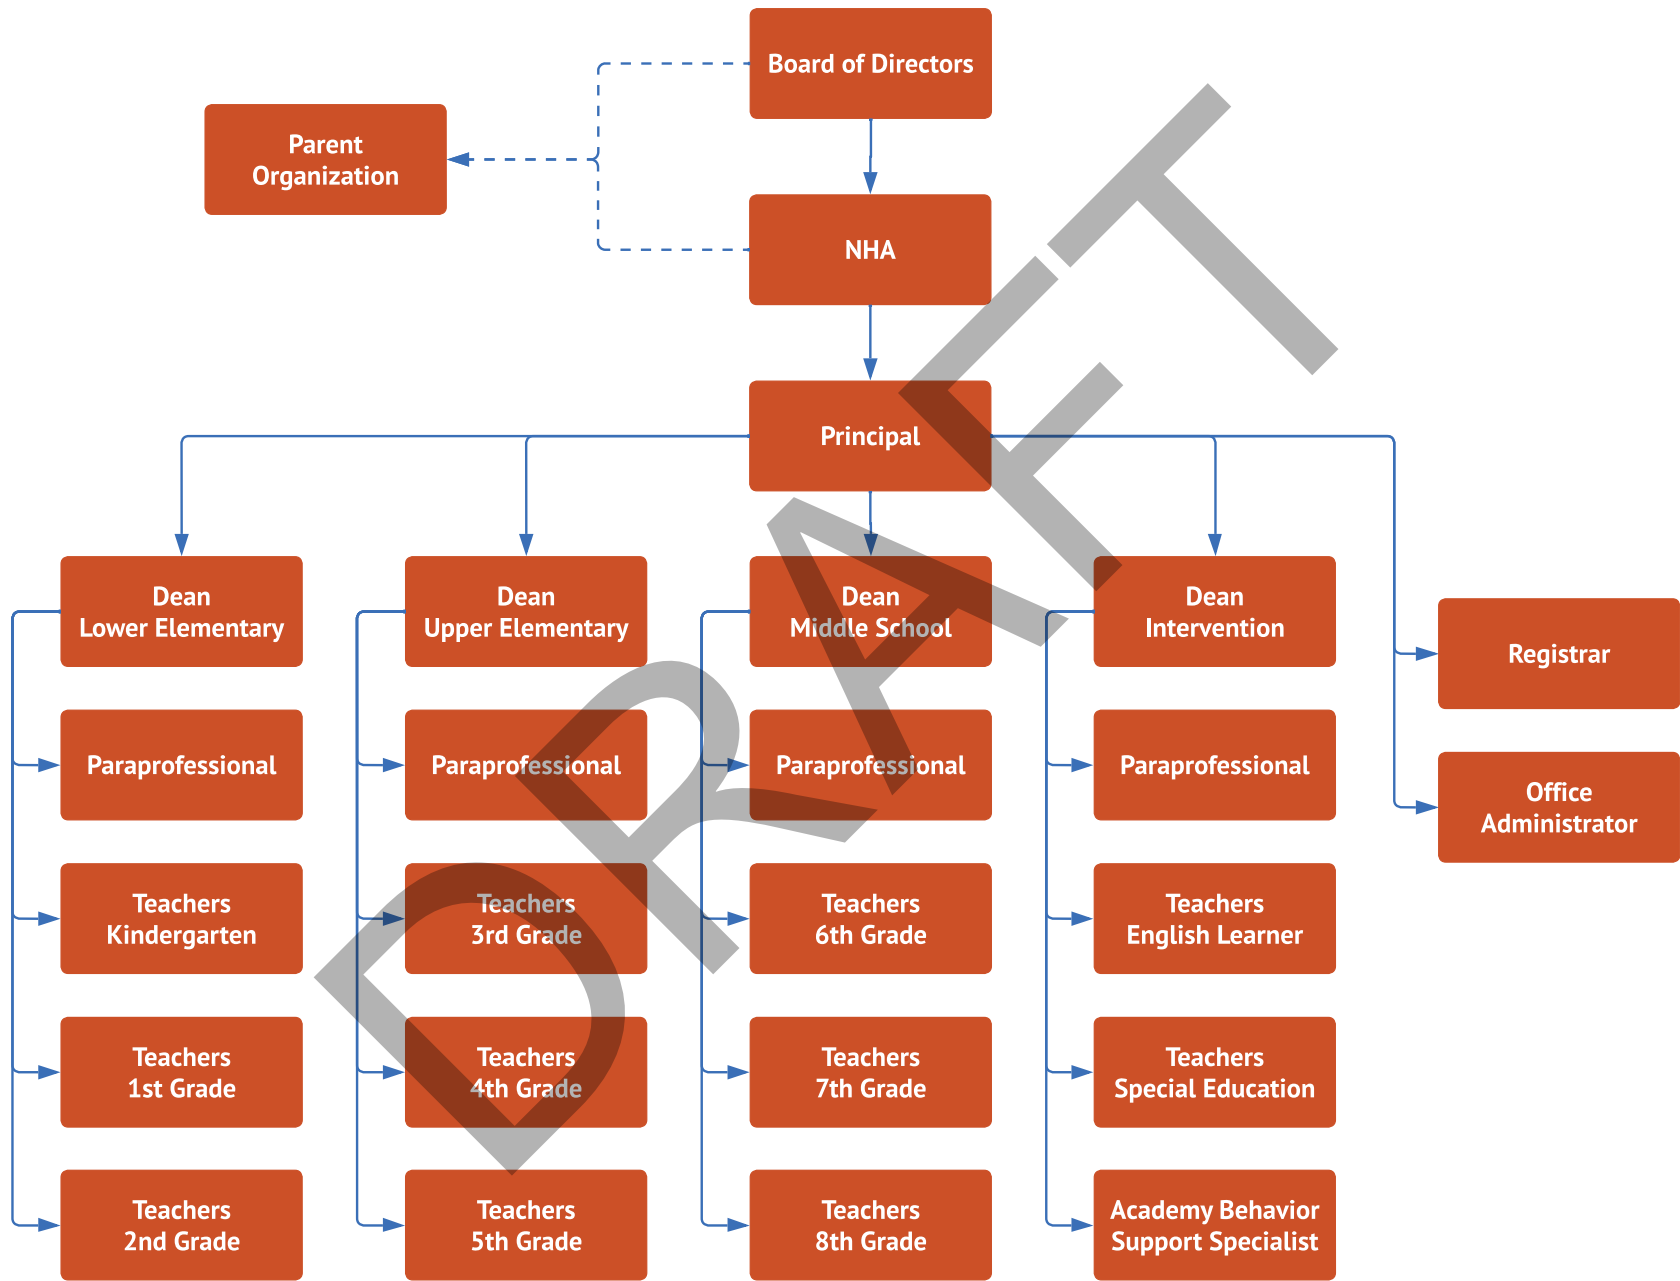 Board of Directors
Parent
Organization
NHA
Principal
Dean
Lower Elementary
Dean
Upper Elementary
Dean
Middle School
Dean
Intervention
Registrar
Paraprofessional
Paraprofessional
Paraprofessional
Paraprofessional
Office
Administrator
Teachers
Kindergarten
Teachers
3rd Grade
Teachers
6th Grade
Teachers
English Learner
Teachers
1st Grade
Teachers
4th Grade
Teachers
7th Grade
Teachers
Special Education
Teachers
2nd Grade
Teachers
5th Grade
Teachers
8th Grade
Academy Behavior
Support Specialist
DRAFT